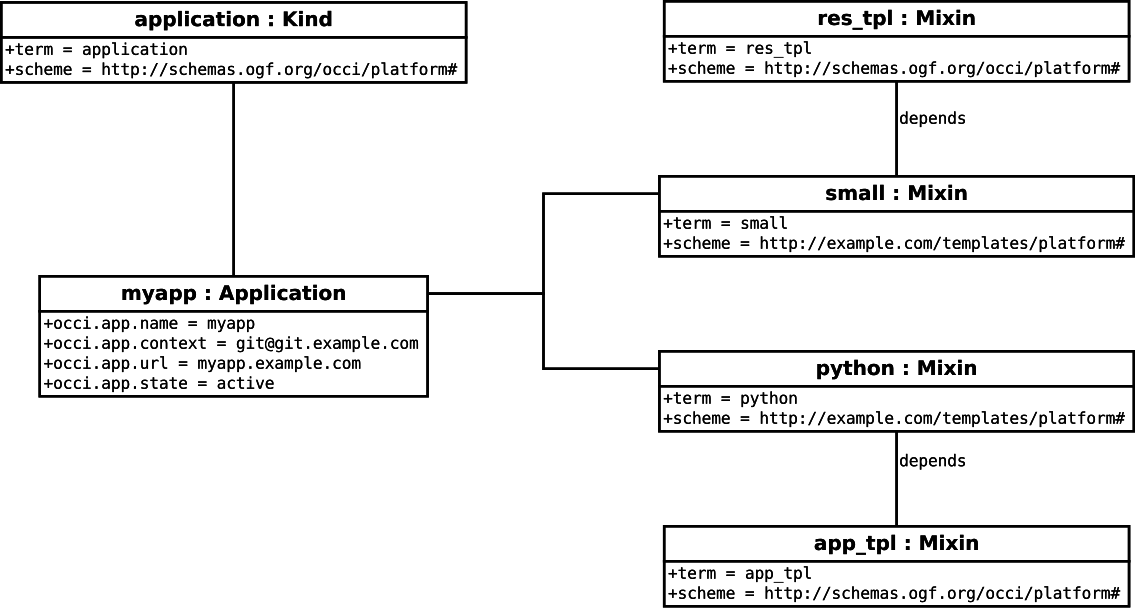 application : Kind
+term = application
+scheme = http://schemas.ogf.org/occi/platform#
res_tpl : Mixin
+term = res_tpl
+scheme = http://schemas.ogf.org/occi/platform#
depends
small : Mixin
+term = small
+scheme = http://example.com/templates/platform#
myapp : Application
+occi.app.name = myapp
+occi.app.context = git@git.example.com
+occi.app.url = myapp.example.com
+occi.app.state = active
python : Mixin
+term = python
+scheme = http://example.com/templates/platform#
depends
app_tpl : Mixin
+term = app_tpl
+scheme = http://schemas.ogf.org/occi/platform#